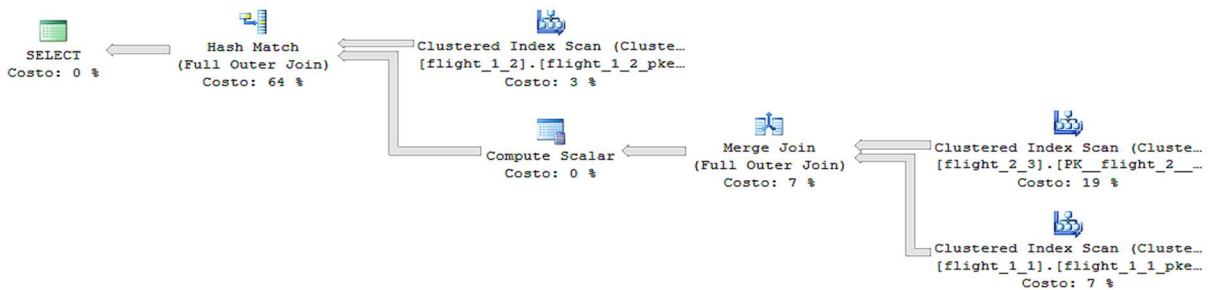 SELECT
Costo: 0 %
Hash Match
(Full Outer Join)
Costo: 64 %
Clustered Index Scan (Cluste…
[flight_1_2].[flight_1_2_pke…
Costo: 3 %
Compute Scalar
Costo: 0 %
Merge Join
(Full Outer Join)
Costo: 7 %
Clustered Index Scan (Cluste…
[flight_2_3].[PK__flight_2__…
Costo: 19 %
Clustered Index Scan (Cluste…
[flight_1_1].[flight_1_1_pke…
Costo: 7 %